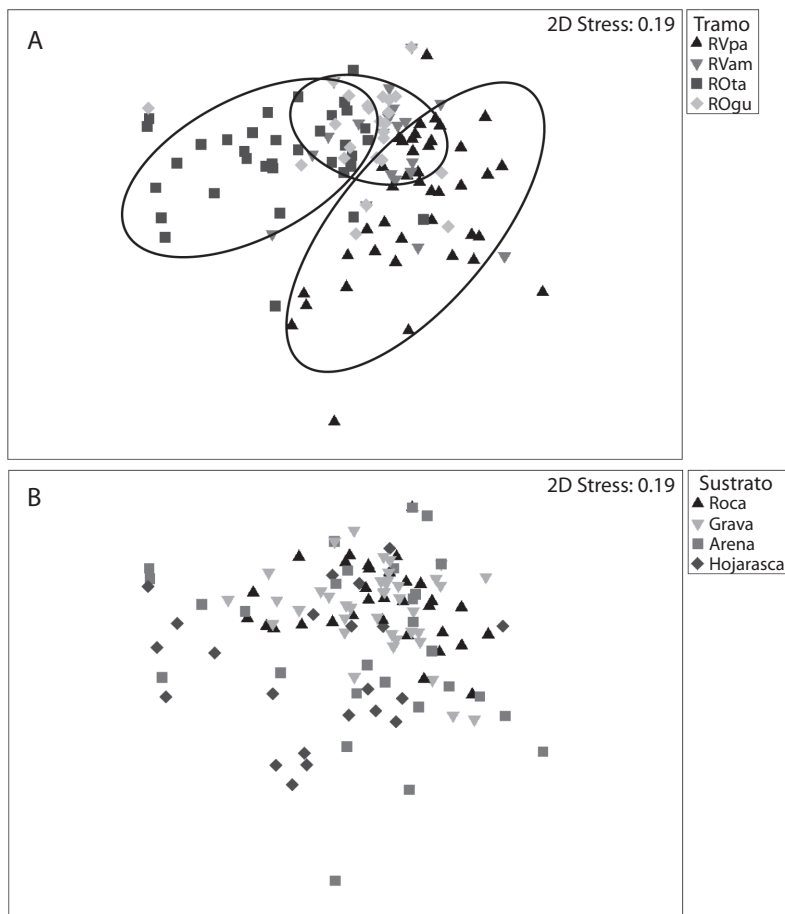 A
2D Stress: 0.19
Tramo
RVpa
RVam
ROta
ROgu
B
2D Stress: 0.19
Sustrato
Roca
Grava
Arena
Hojarasca